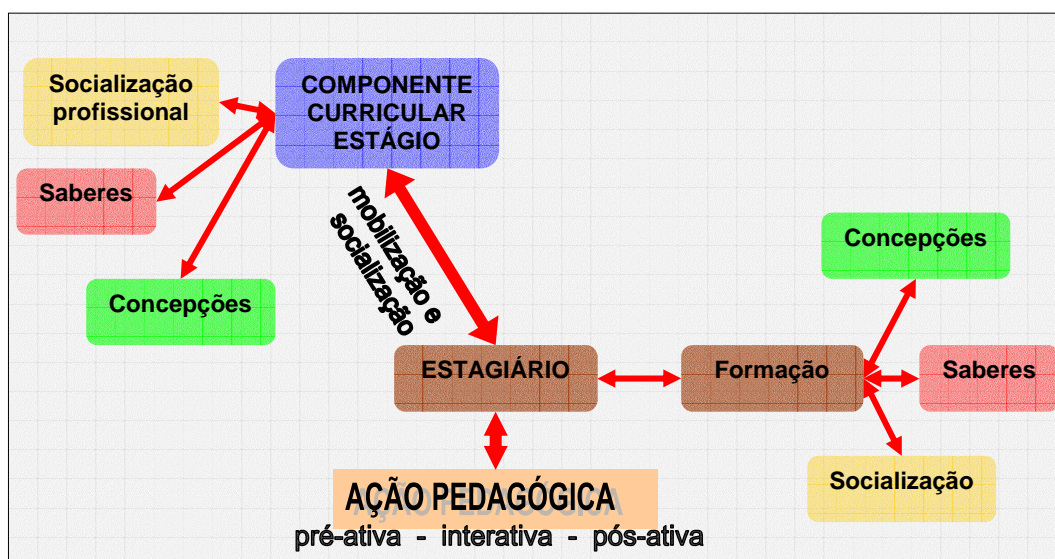 Socialização
profissional
COMPONENTE
CURRICULAR
ESTÁGIO
Saberes
Concepções
mobilização e
socialização
Concepções
ESTAGIÁRIO
Formação
Saberes
Socialização
AÇÃO PEDAGÓGICA
pré-ativa - interativa - pós-ativa